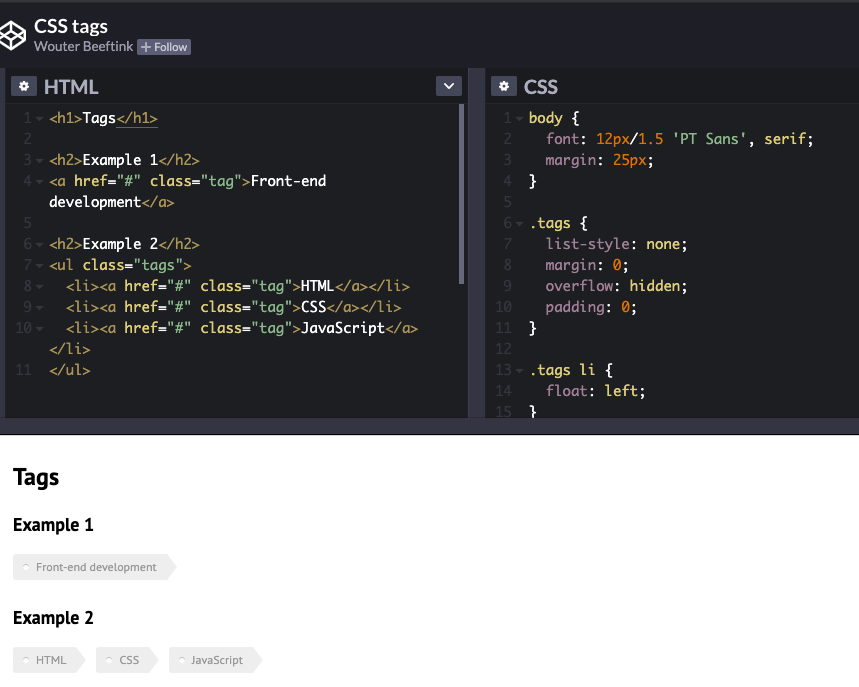 CSS tags
Wouter Beeftink + Follow
HTML
1 <h1>Tags</h1>
2
3 <h2>Example 1</h2>
4 <a href="#" class="tag">Front-end
development</a>
5
6 <h2>Example 2</h2>
7 <ul class="tags">
8 <li><a href="#" class="tag">HTML</a></li>
9 <li><a href="#" class="tag">CSS</a></li>
10 <li><a href="#" class="tag">JavaScript</a>
</li>
11 </ul>
CSS
1 body {
2 font: 12px/1.5 'PT Sans', serif;
3 margin: 25px;
4 }
5
6 .tags {
7 list-style: none;
8 margin: 0;
9 overflow: hidden;
10 padding: 0;
11 }
12
13 .tags li {
14 float: left;
15 }
Tags
Example 1
Front-end development
Example 2
HTML CSS JavaScript